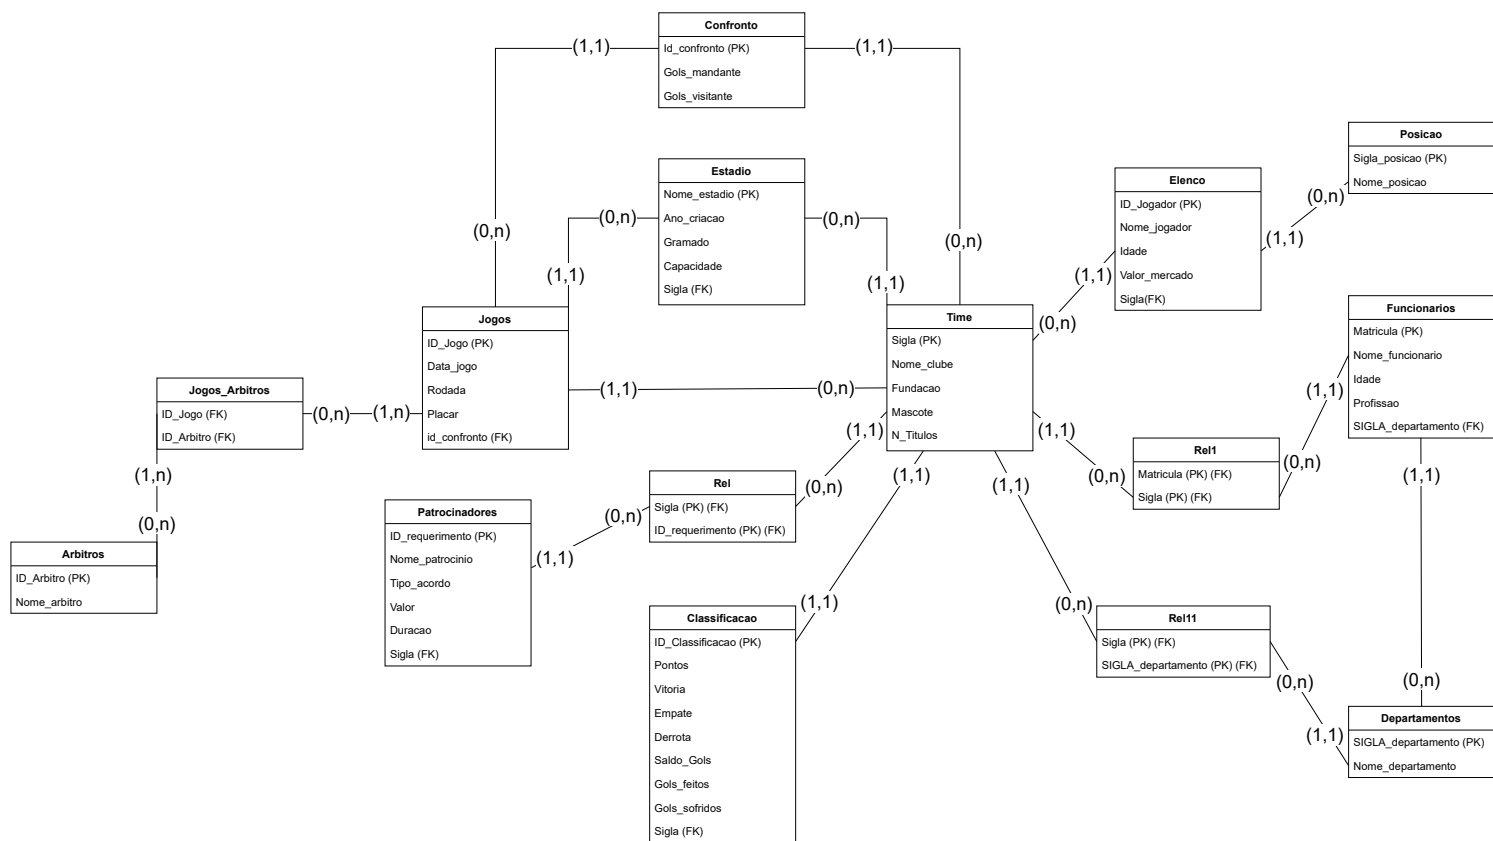 Confronto
Id_confronto (PK)
Gols_mandante
Gols_visitante
(1,1)
(1,1)
(0,n)
(0,n)
Estadio
Nome_estadio (PK)
Ano_criacao
Gramado
Capacidade
Sigla (FK)
(0,n)
(0,n)
(1,1)
(1,1)
Posicao
Sigla_posicao (PK)
Nome_posicao
(0,n)
(1,1)
Elenco
ID_Jogador (PK)
Nome_jogador
Idade
Valor_mercado
Sigla(FK)
(1,1)
(0,n)
Jogos
ID_Jogo (PK)
Data_jogo
Rodada
Placar
id_confronto (FK)
(1,1)
(0,n)
Time
Sigla (PK)
Nome_clube
Fundacao
Mascote
N_Titulos
Funcionarios
Matricula (PK)
Nome_funcionario
Idade
Profissao
SIGLA_departamento (FK)
(1,1)
(0,n)
Jogos_Arbitros
ID_Jogo (FK)
ID_Arbitro (FK)
(0,n)
(1,n)
(1,n)
(0,n)
Arbitros
ID_Arbitro (PK)
Nome_arbitro
Rel1
Matricula (PK) (FK)
Sigla (PK) (FK)
(1,1)
(0,n)
Rel
Sigla (PK) (FK)
ID_requerimento (PK) (FK)
(1,1)
(0,n)
(0,n)
(1,1)
Patrocinadores
ID_requerimento (PK)
Nome_patrocinio
Tipo_acordo
Valor
Duracao
Sigla (FK)
(1,1)
(1,1)
Classificacao
ID_Classificacao (PK)
Pontos
Vitoria
Empate
Derrota
Saldo_Gols
Gols_feitos
Gols_sofridos
Sigla (FK)
(1,1)
(0,n)
Rel11
Sigla (PK) (FK)
SIGLA_departamento (PK) (FK)
(0,n)
(1,1)
(1,1)
(0,n)
Departamentos
SIGLA_departamento (PK)
Nome_departamento